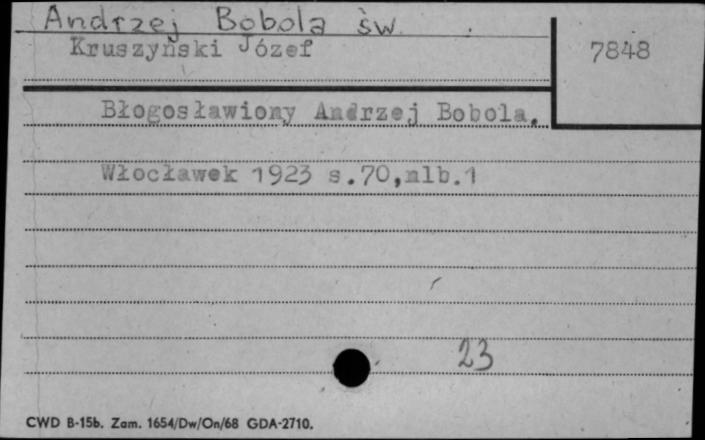 Andrzej Bobola św.
Kruszyński Józef
7848
Błogosławiony Andrzej Bobola.
Włocławek 1923 s.70,nlb.1
23
CWD B-15b. Zam. 1654/Dw/On/68 GDA-2710.